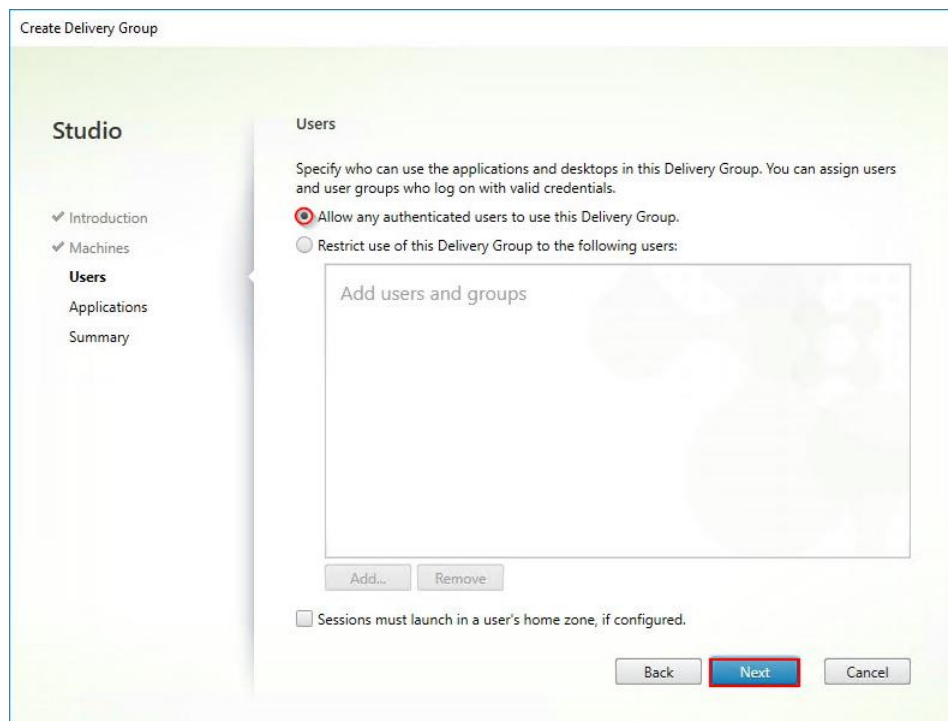 Create Delivery Group
Studio
Introduction
Machines
Users
Applications
Summary
Users
Specify who can use the applications and desktops in this Delivery Group. You can assign users
and user groups who log on with valid credentials.
Allow any authenticated users to use this Delivery Group.
Restrict use of this Delivery Group to the following users:
Add users and groups
Add...
Remove
Sessions must launch in a user's home zone, if configured.
Back
Next
Cancel